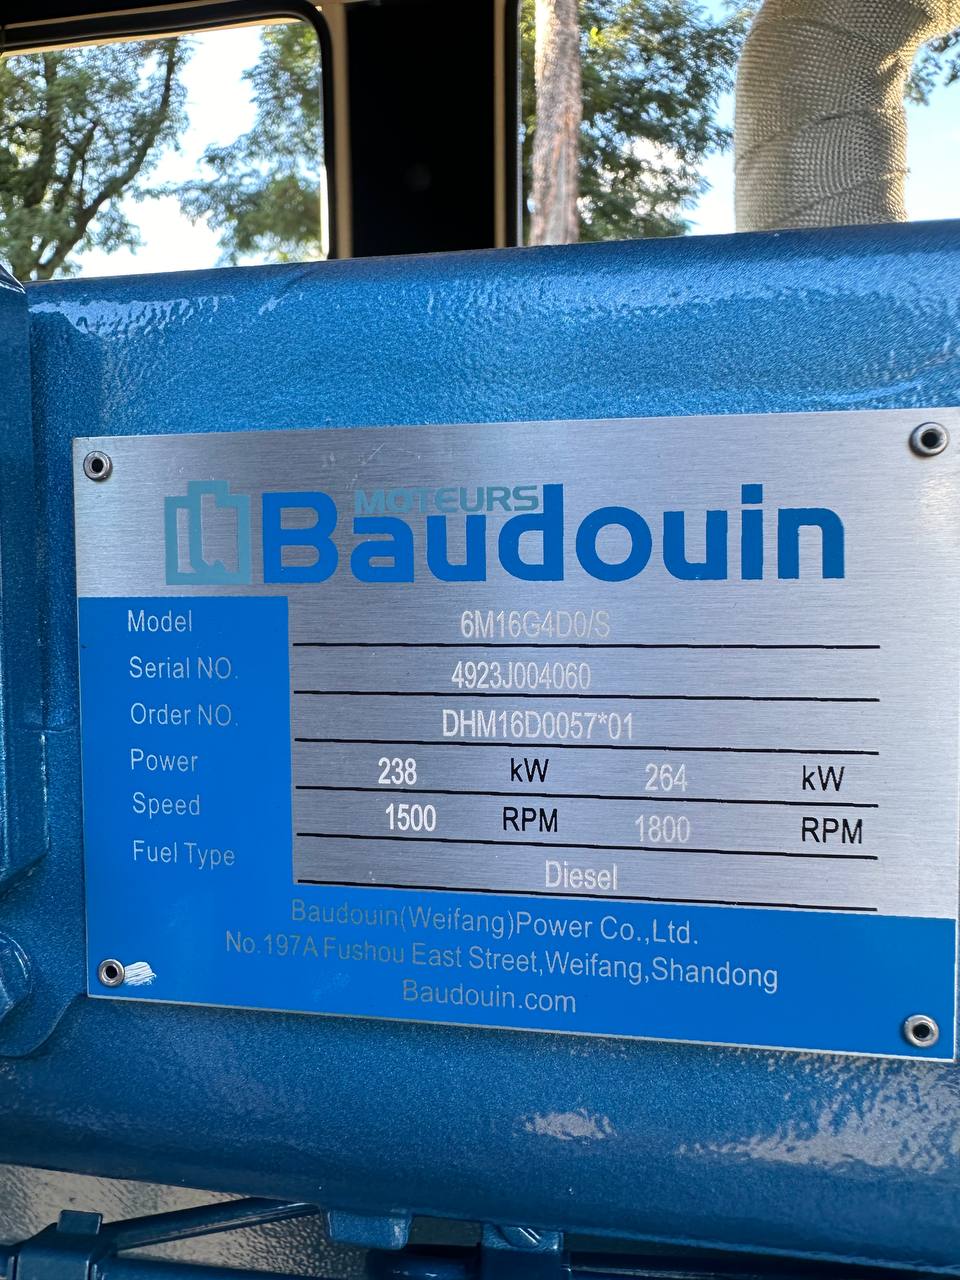 MOTEURS
Baudouin
Model 6M16G4D0/S
Serial NO. 4923J004060
Order NO. DHM16D0057*01
Power 238 kW 264 kW
Speed 1500 RPM 1800 RPM
Fuel Type Diesel
Baudouin(Weifang)Power Co.,Ltd.
No.197A Fushou East Street,Weifang,Shandong
Baudouin.com